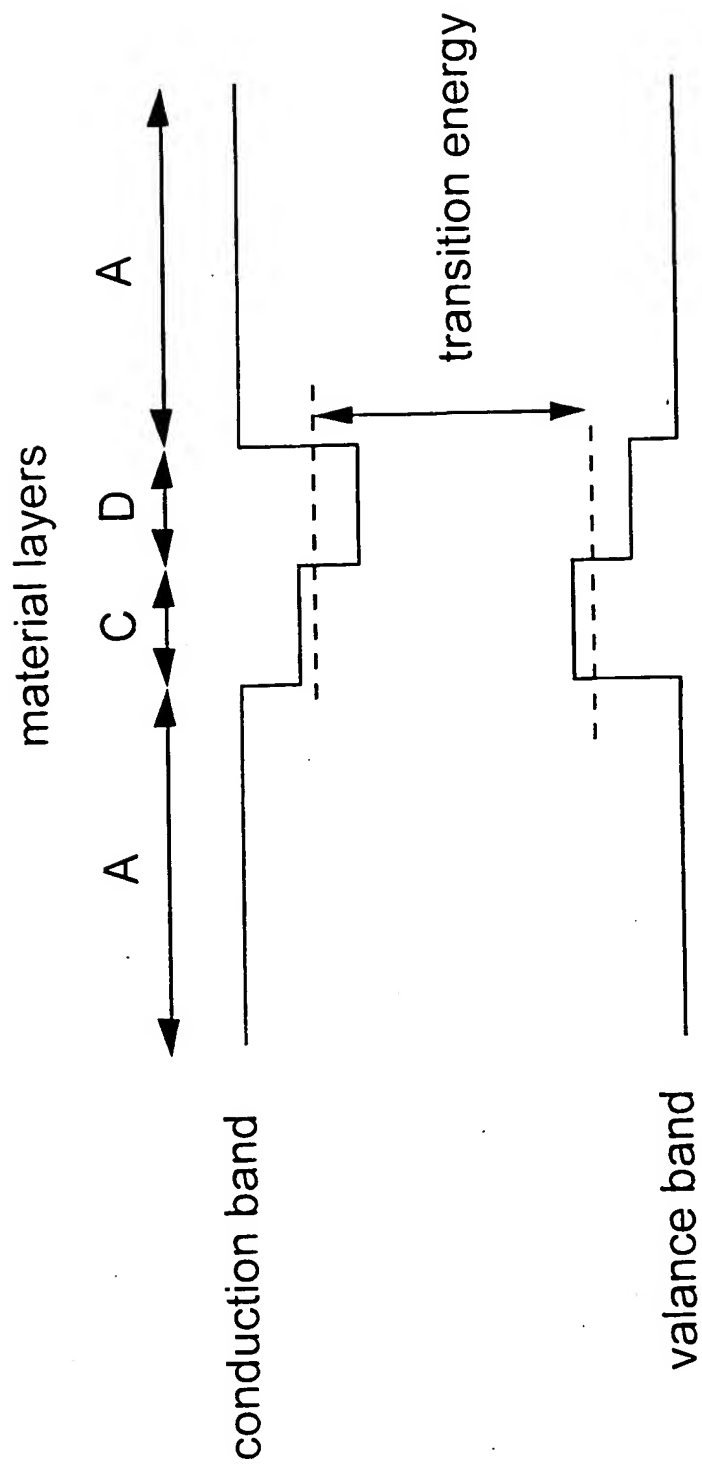 material layers
A
C
D
A
conduction band
transition energy
valance band